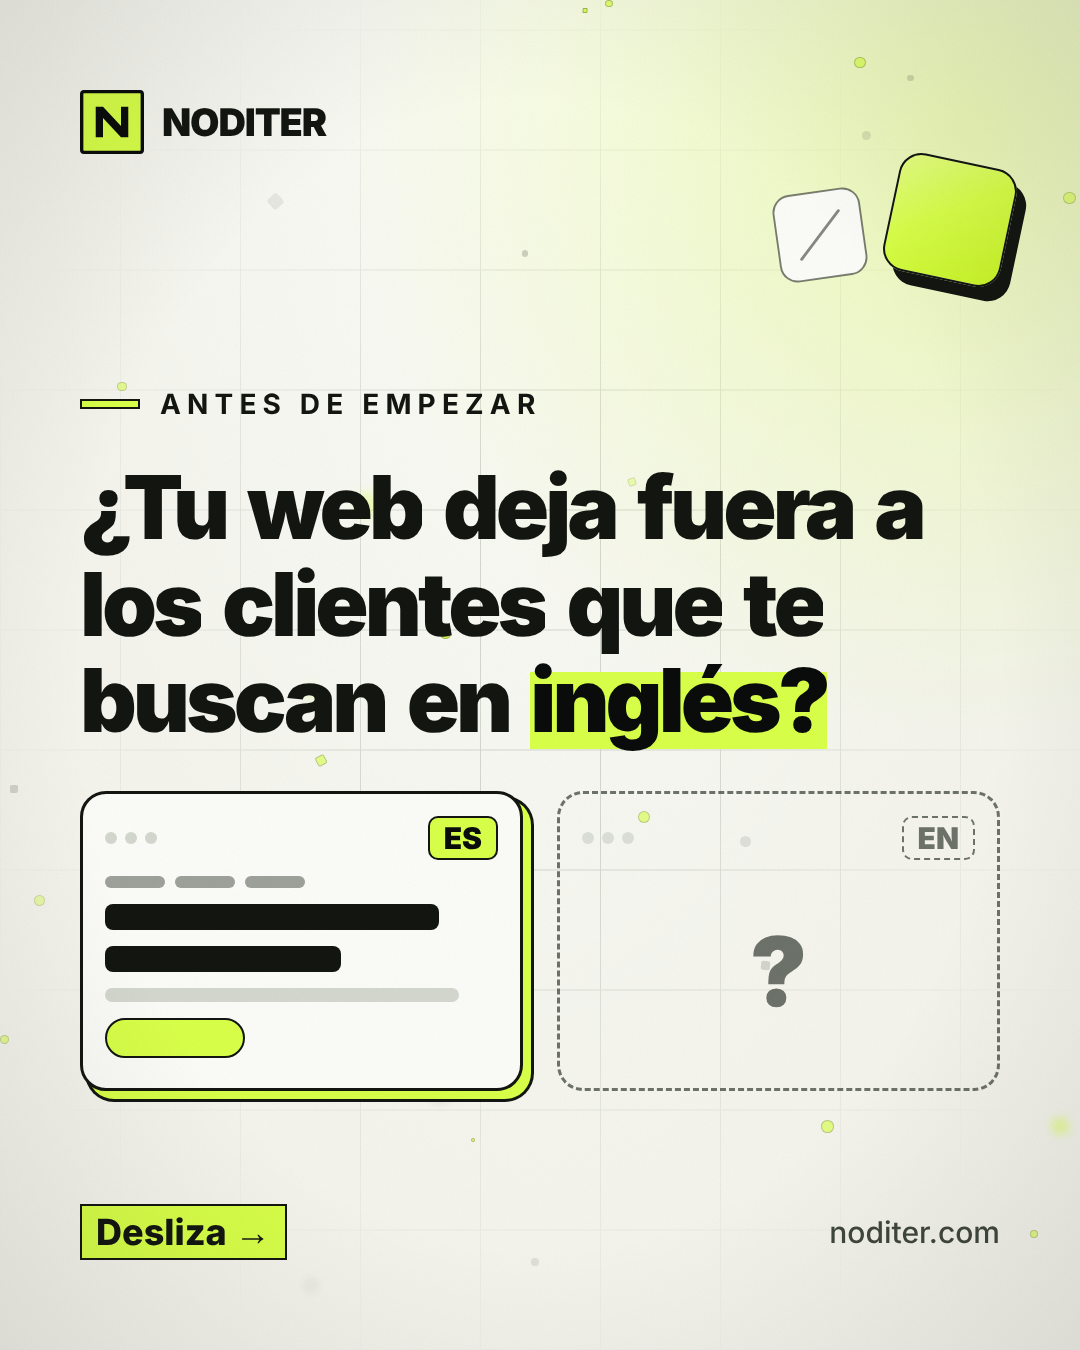 N NODITER
ANTES DE EMPEZAR
¿Tu web deja fuera a
los clientes que te
buscan en inglés?
ES
EN
?
Desliza →
noditer.com